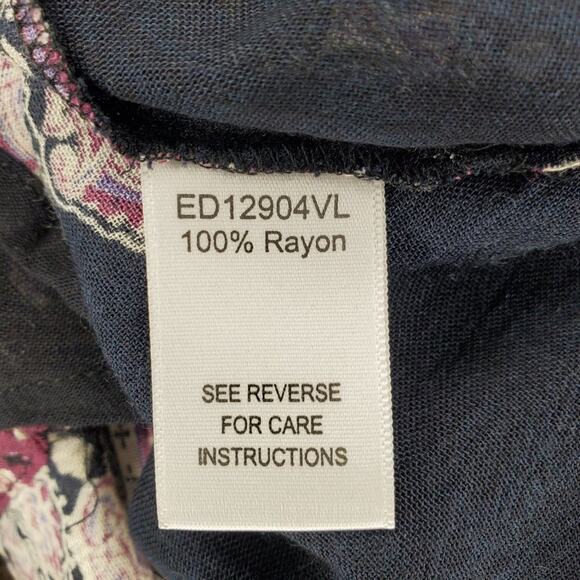 ED12904VL
100% Rayon
SEE REVERSE
FOR CARE
INSTRUCTIONS